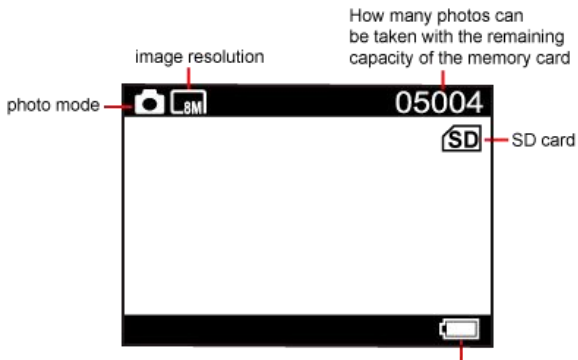 How many photos can
be taken with the remaining
capacity of the memory card
image resolution
photo mode
8M
05004
SD
SD card